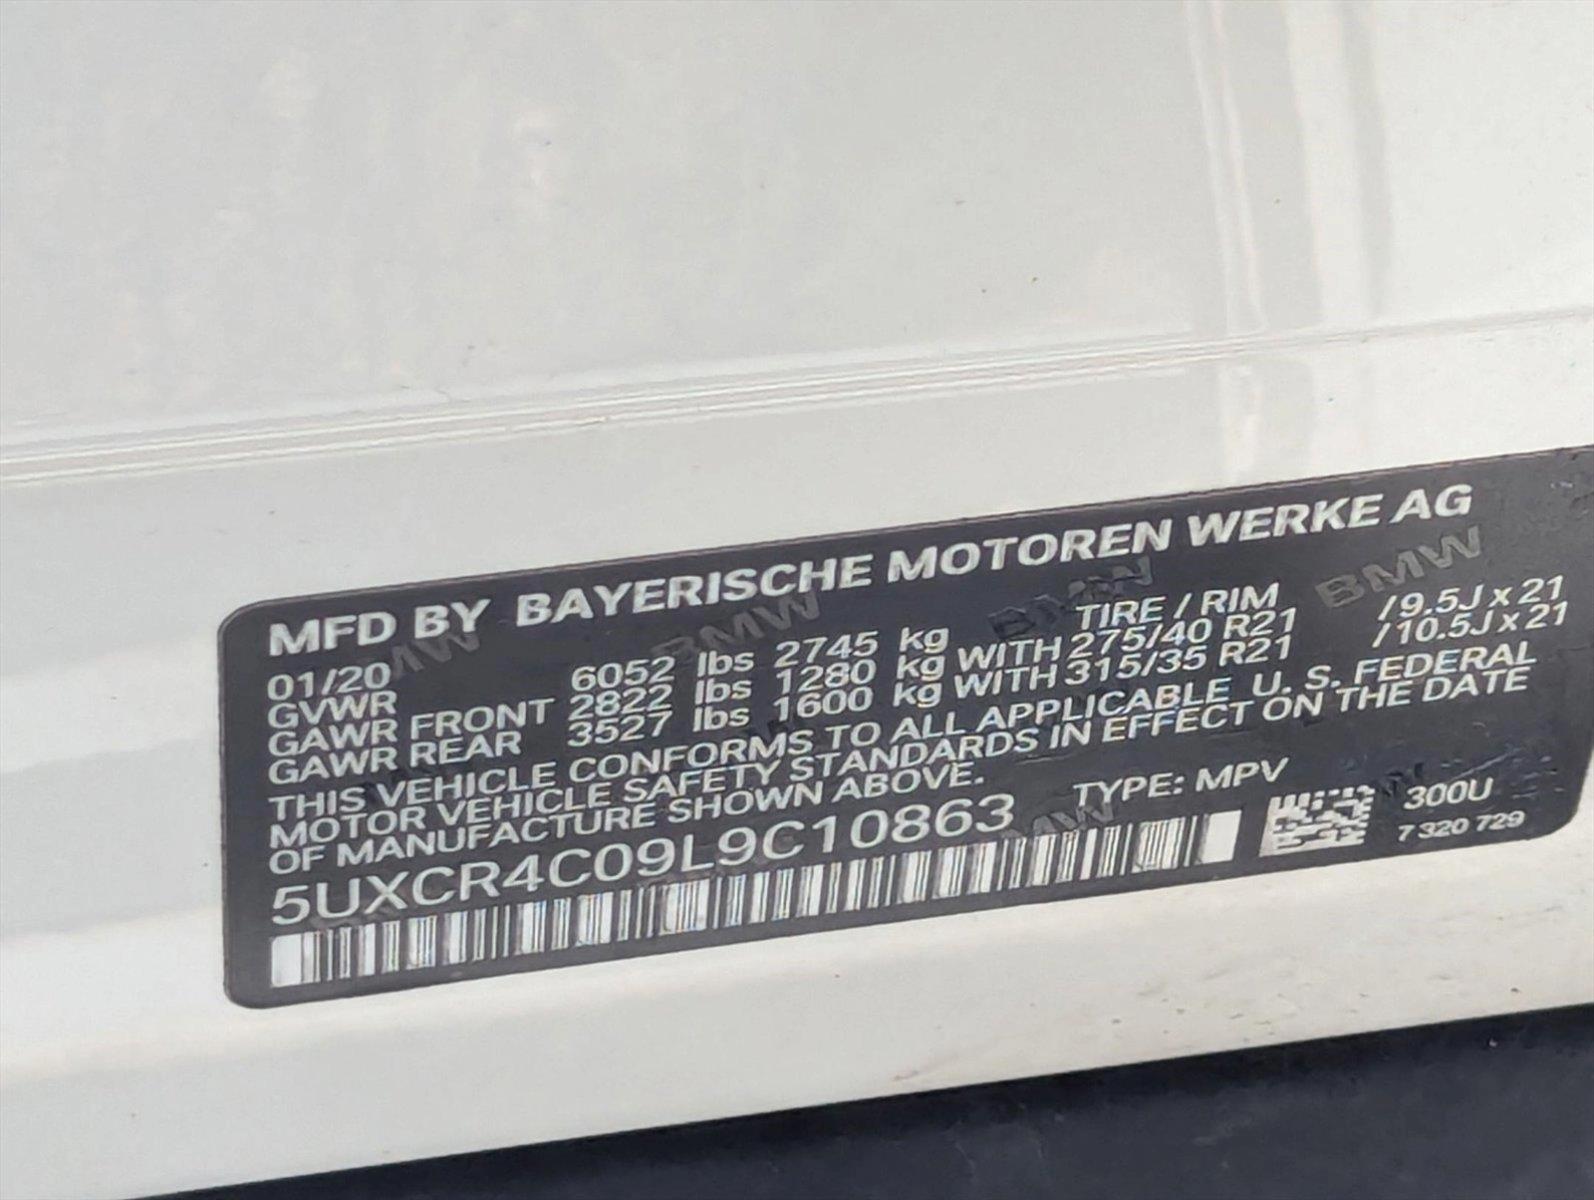 MFD BY BAYERISCHE MOTOREN WERKE AG
01/20 TIRE / RIM
GVWR 6052 lbs 2745 kg
GAWR FRONT 2822 lbs 1280 kg WITH 275/40 R21 /9.5J x 21
GAWR REAR 3527 lbs 1600 kg WITH 315/35 R21 /10.5J x 21
THIS VEHICLE CONFORMS TO ALL APPLICABLE U. S. FEDERAL
MOTOR VEHICLE SAFETY STANDARDS IN EFFECT ON THE DATE
OF MANUFACTURE SHOWN ABOVE.
5UXCR4C09L9C10863 TYPE: MPV
300U
7 320 729
BMW
BMW
BMW